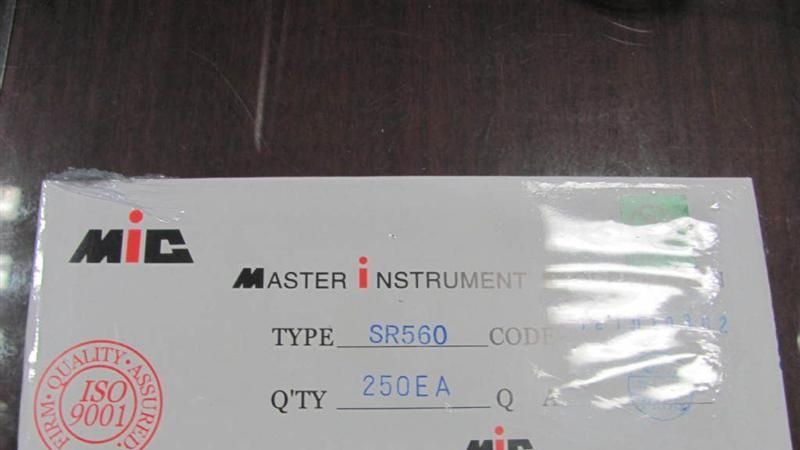 MiC
MASTER iNSTRUMENT
TYPE SR560 CODE
Q'TY 250EA Q A
FIRM · QUALITY · ASSURED ·
ISO
9001
MiC